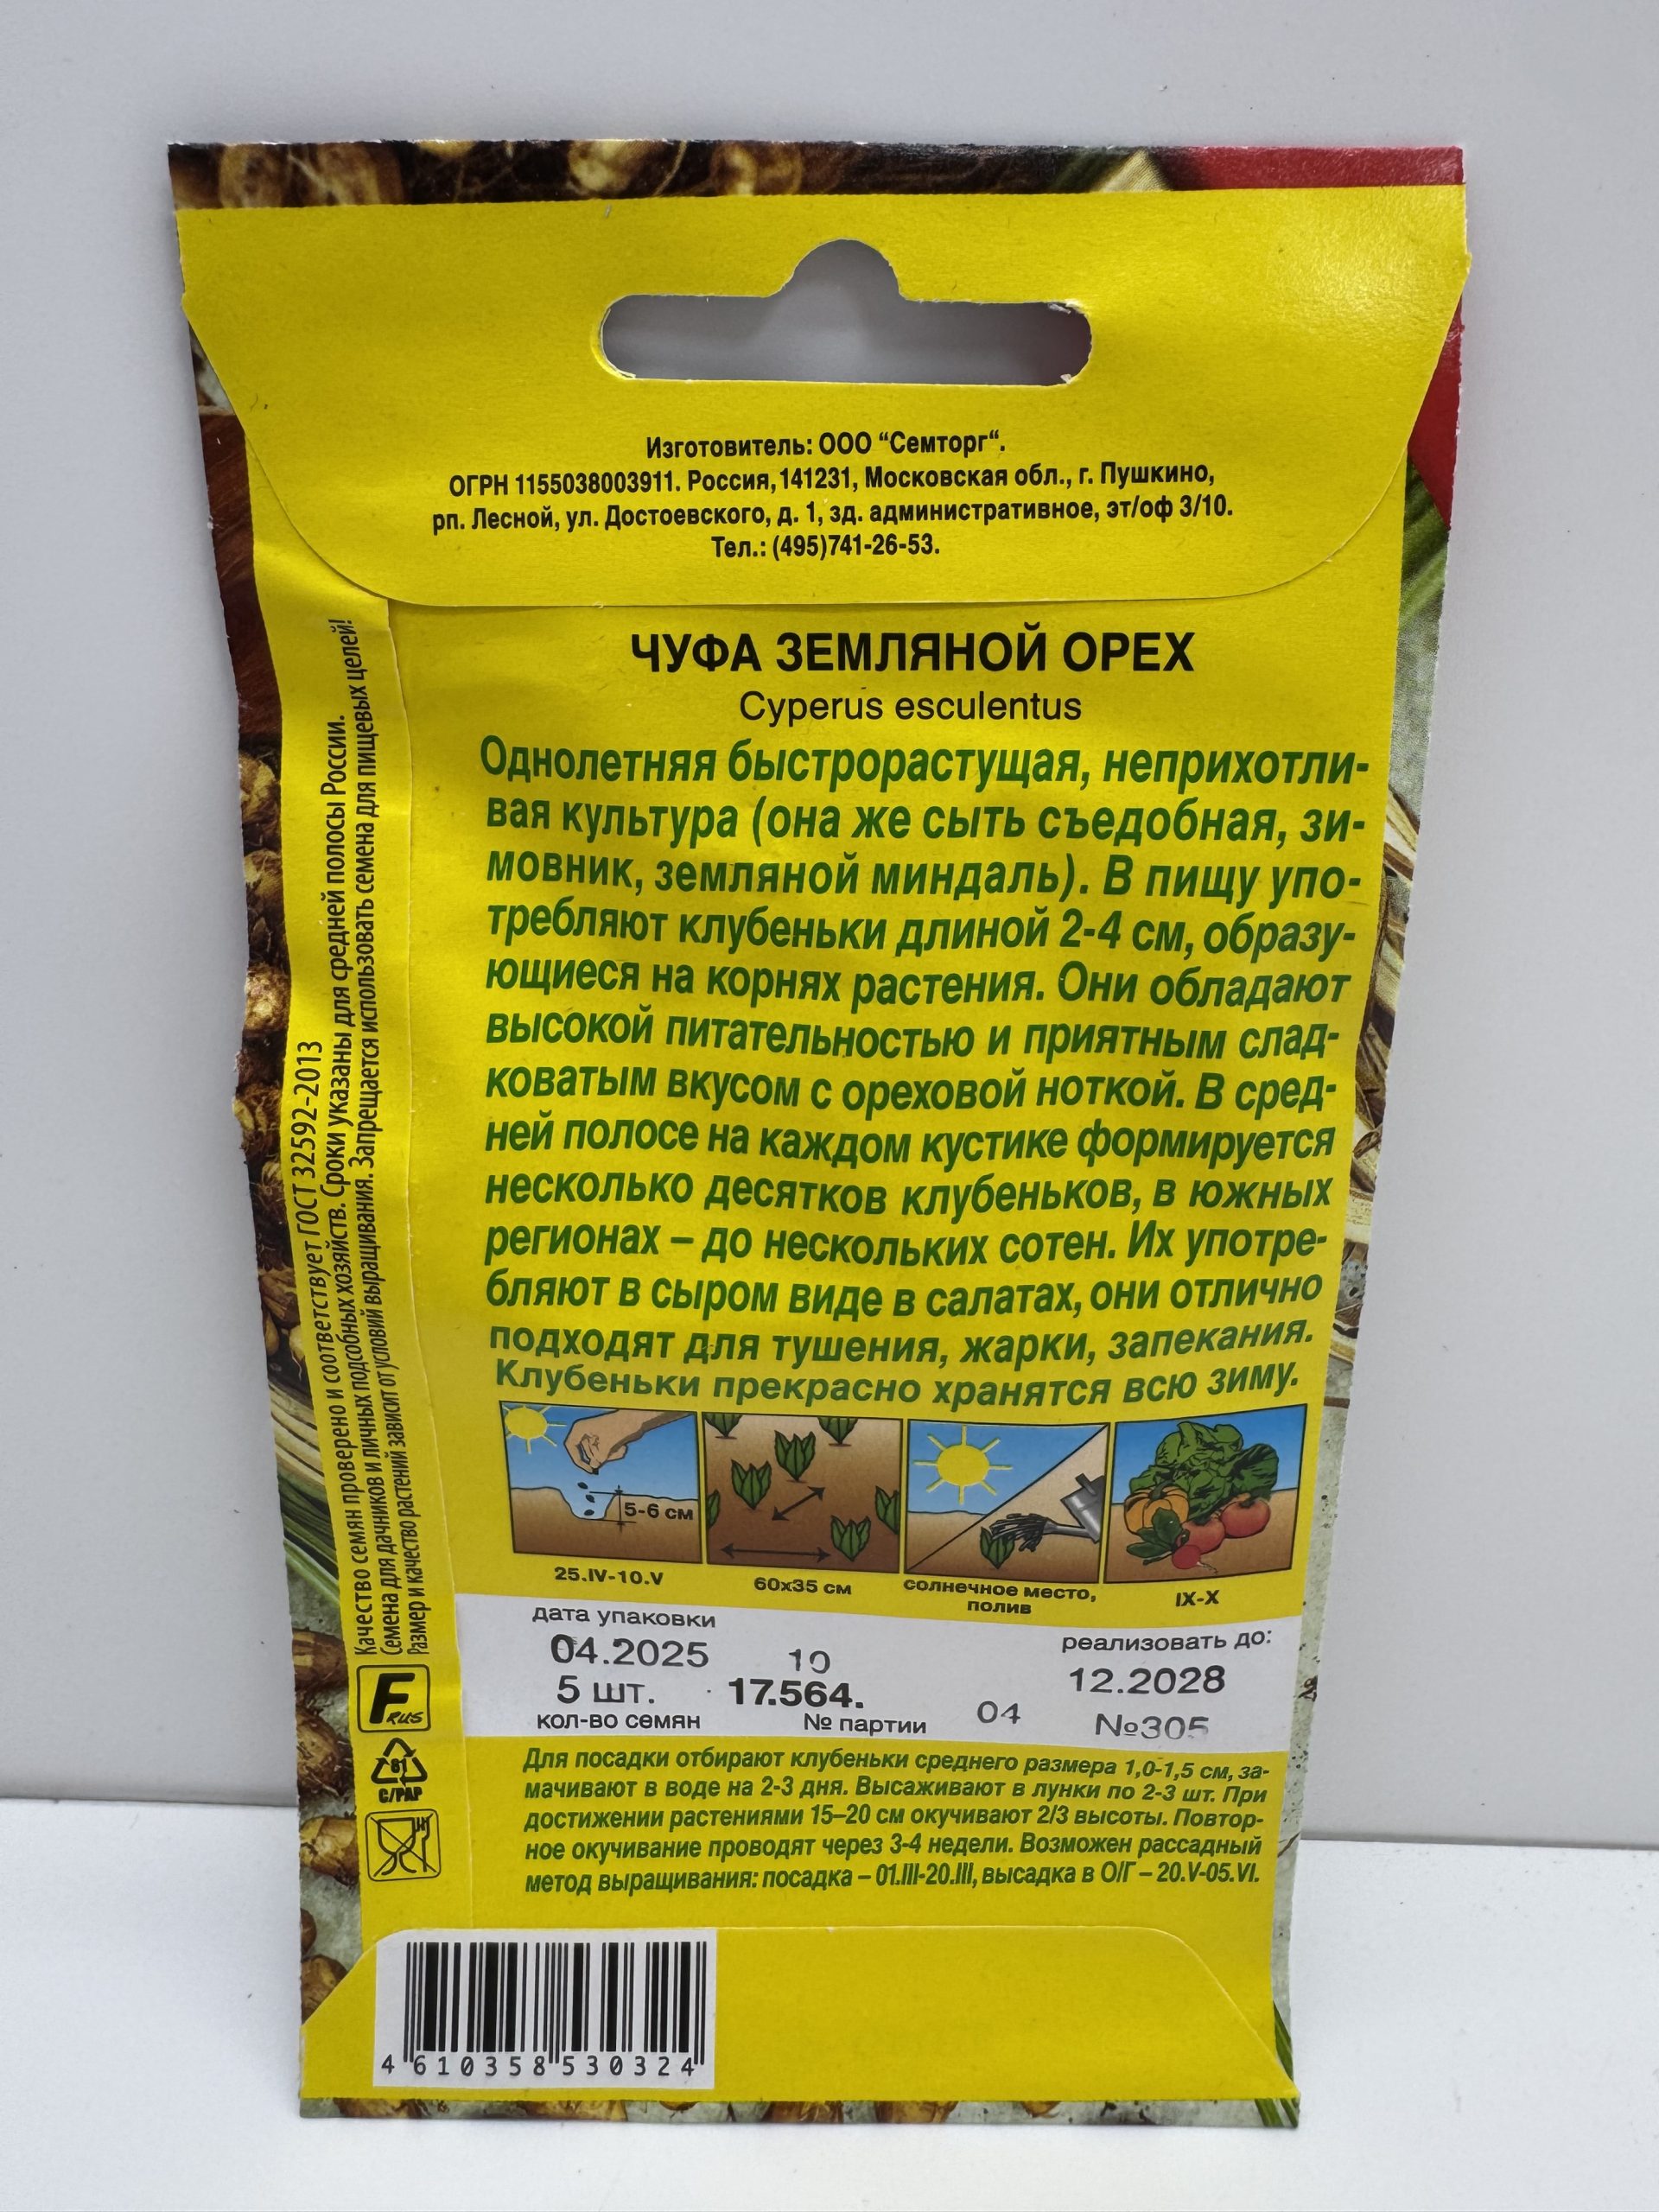 Изготовитель: ООО “Семторг“.
ОГРН 1155038003911. Россия, 141231, Московская обл., г. Пушкино,
рп. Лесной, ул. Достоевского, д. 1, зд. административное, эт/оф 3/10.
Тел.: (495)741-26-53.
ЧУФА ЗЕМЛЯНОЙ ОРЕХ
Cyperus esculentus
Однолетняя быстрорастущая, неприхотли-
вая культура (она же сыть съедобная, зи-
мовник, земляной миндаль). В пищу упо-
требляют клубеньки длиной 2-4 см, образу-
ющиеся на корнях растения. Они обладают
высокой питательностью и приятным слад-
коватым вкусом с ореховой ноткой. В сред-
ней полосе на каждом кустике формируется
несколько десятков клубеньков, в южных
регионах – до нескольких сотен. Их употре-
бляют в сыром виде в салатах, они отлично
подходят для тушения, жарки, запекания.
Клубеньки прекрасно хранятся всю зиму.
5-6 см
25.IV-10.V
60x35 см
солнечное место,
полив
IX-X
дата упаковки
04.2025
10
реализовать до:
12.2028
5 шт.
17.564.
кол-во семян
№ партии
04
№305
Для посадки отбирают клубеньки среднего размера 1,0-1,5 см, за-
мачивают в воде на 2-3 дня. Высаживают в лунки по 2-3 шт. При
достижении растениями 15–20 см окучивают 2/3 высоты. Повтор-
ное окучивание проводят через 3-4 недели. Возможен рассадный
метод выращивания: посадка – 01.III-20.III, высадка в О/Г – 20.V-05.VI.
Качество семян проверено и соответствует ГОСТ 32592-2013
Семена для дачников и личных подсобных хозяйств. Сроки указаны для средней полосы России.
Размер и качество растений зависит от условий выращивания. Запрещается использовать семена для пищевых целей!
F RUS
81
C/PAP
4 610358 530324